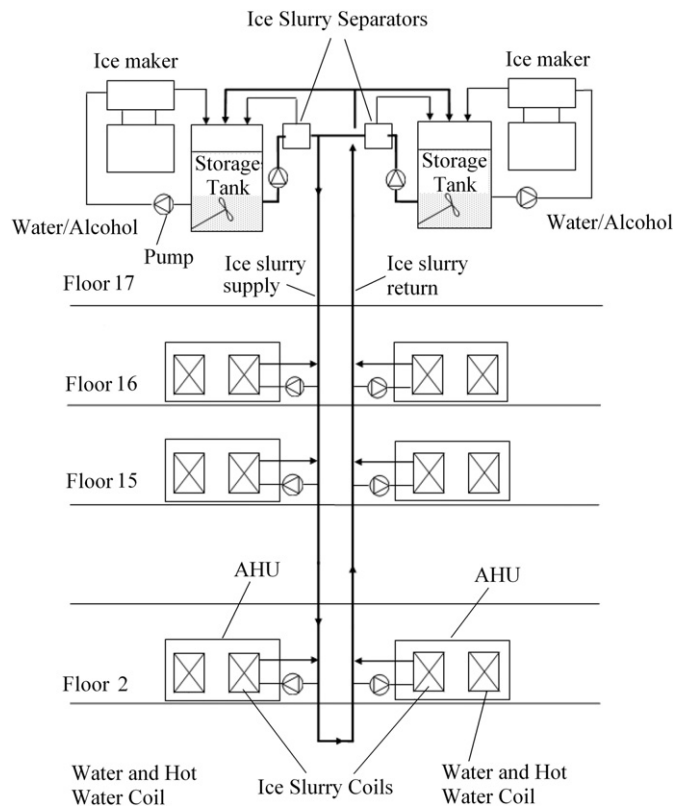 Ice Slurry Separators
Ice maker
Ice maker
Storage
Tank
Storage
Tank
Water/Alcohol
Pump
Water/Alcohol
Ice slurry
supply
Ice slurry
return
Floor 17
Floor 16
Floor 15
AHU
AHU
Floor 2
Water and Hot
Water Coil
Ice Slurry Coils
Water and Hot
Water Coil